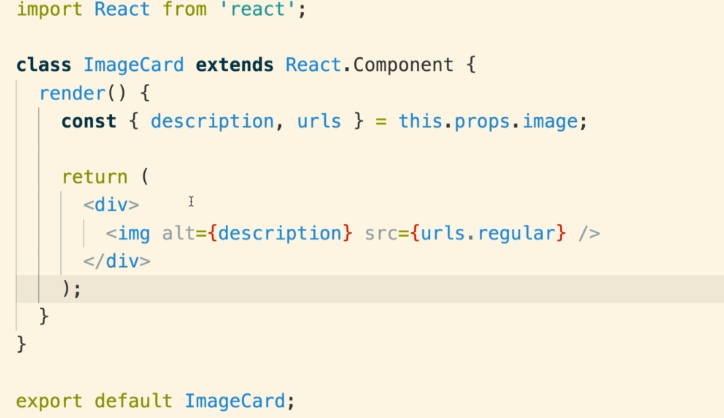 import React from 'react';
class ImageCard extends React.Component {
render() {
const { description, urls } = this.props.image;
return (
<div>
<img alt={description} src={urls.regular} />
</div>
);
}
}
export default ImageCard;